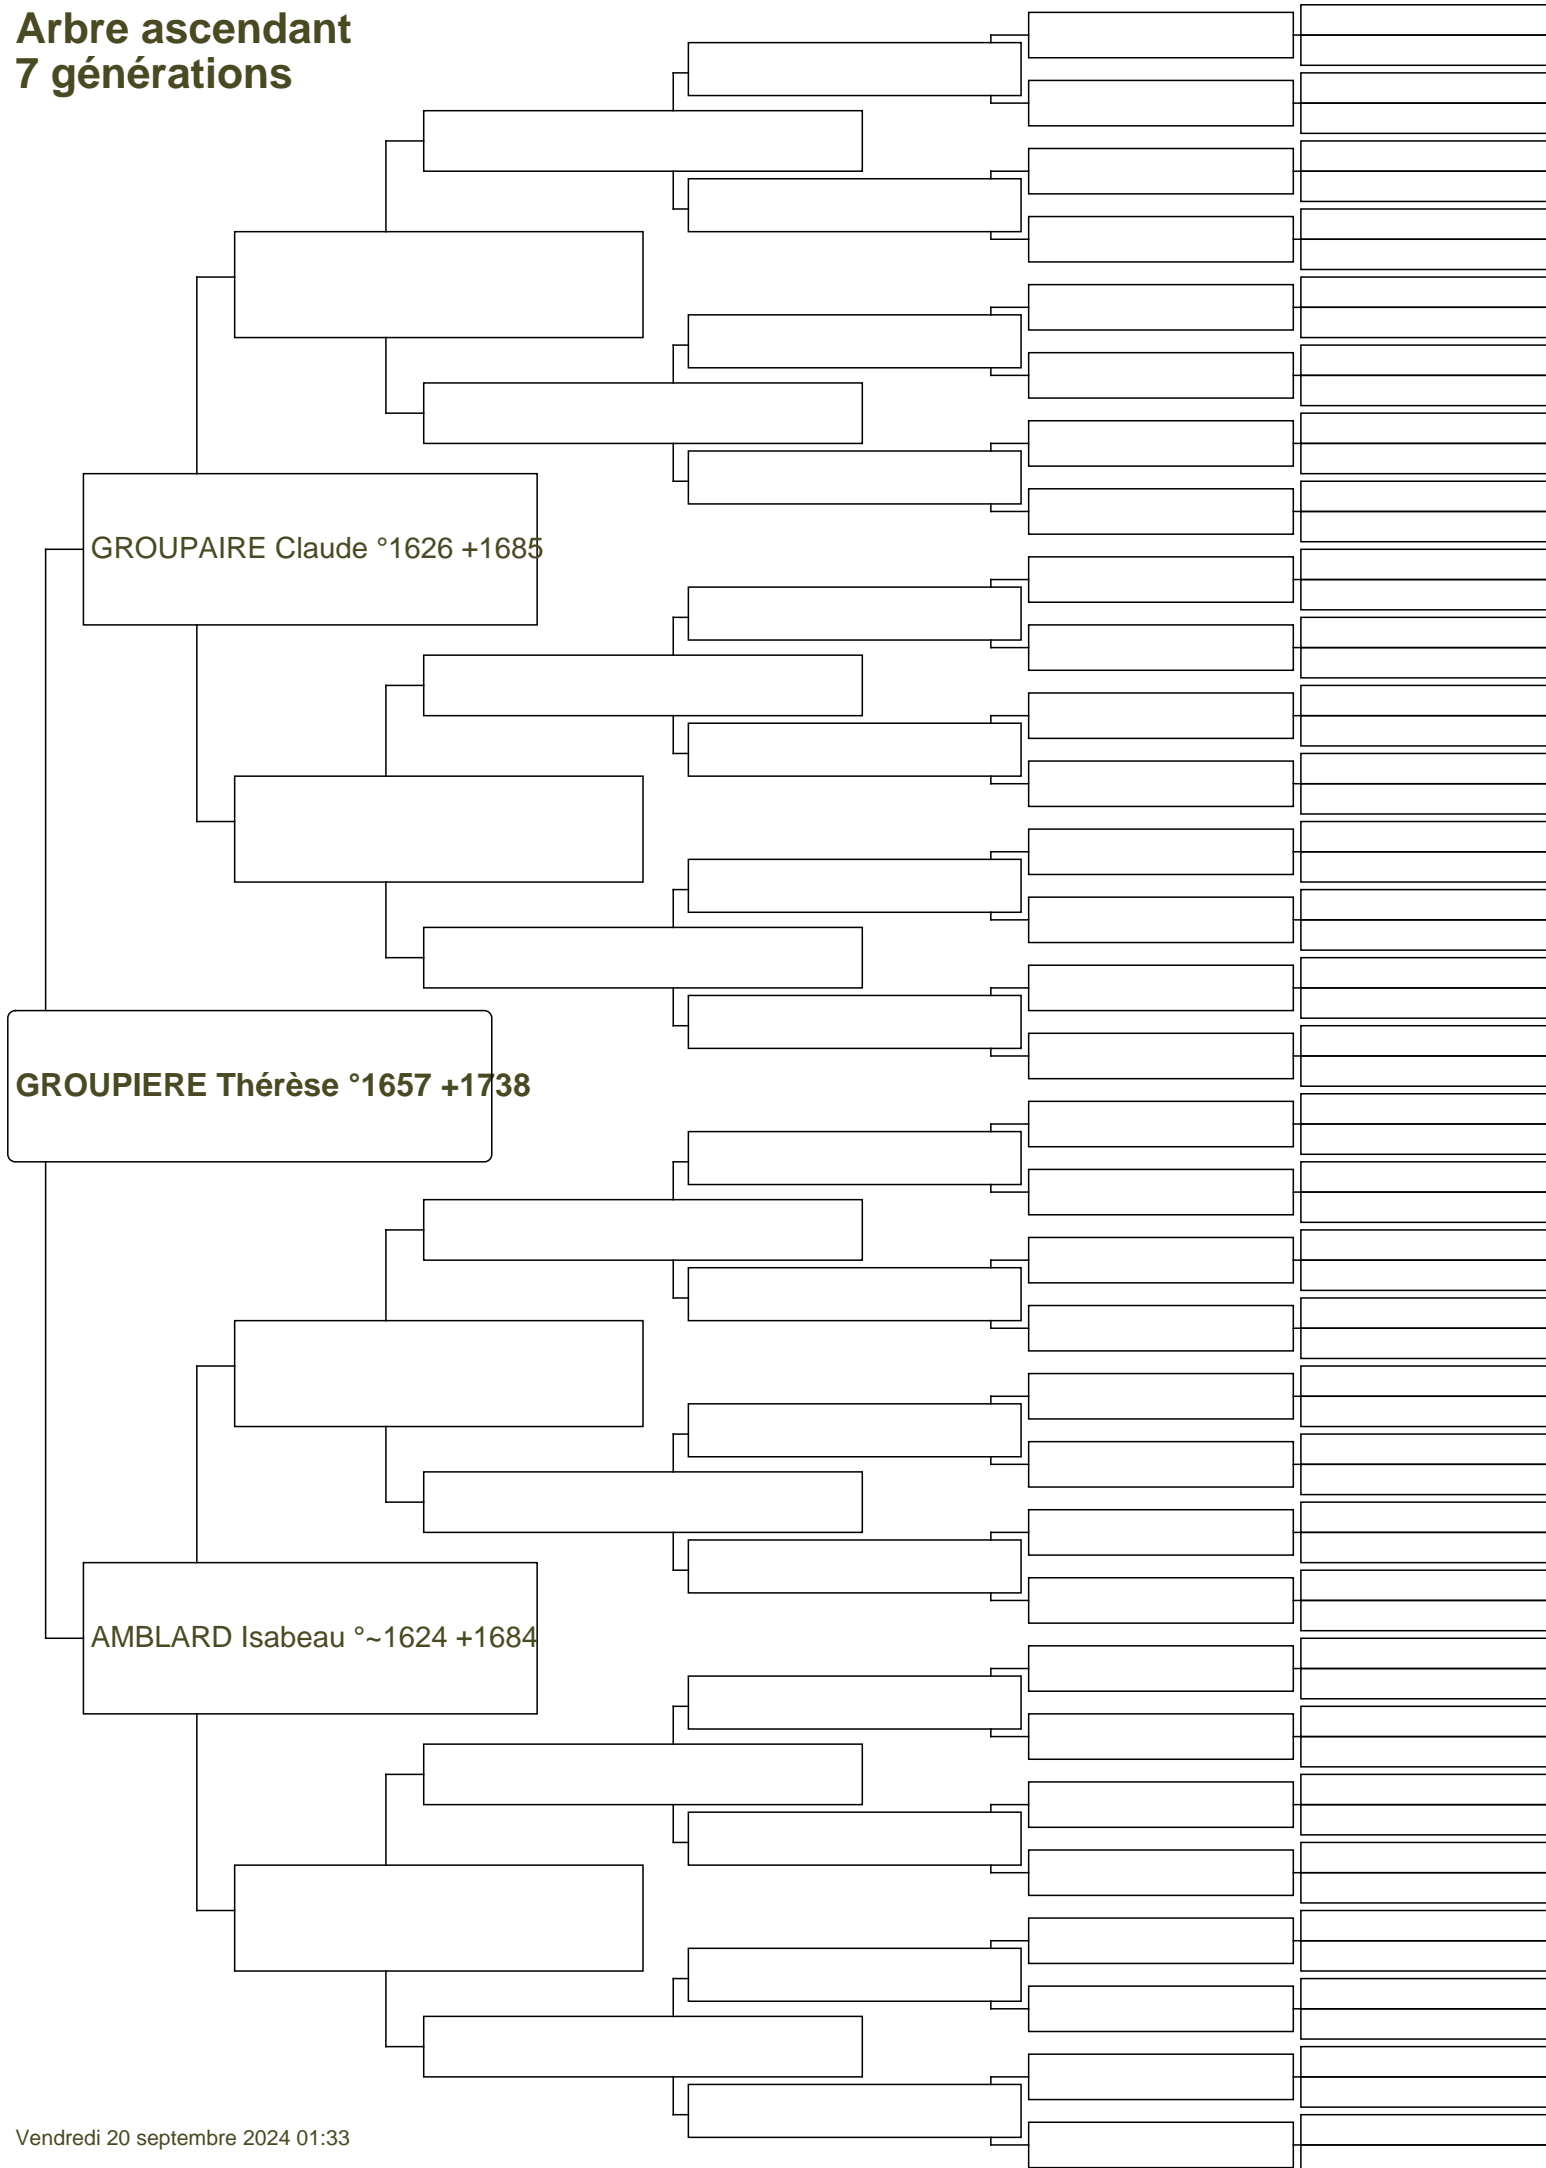 Arbre ascendant
7 générations
GROUPAIRE Claude °1626 +1685
GROUPIERE Thérèse °1657 +1738
AMBLARD Isabeau °~1624 +1684
Vendredi 20 septembre 2024 01:33